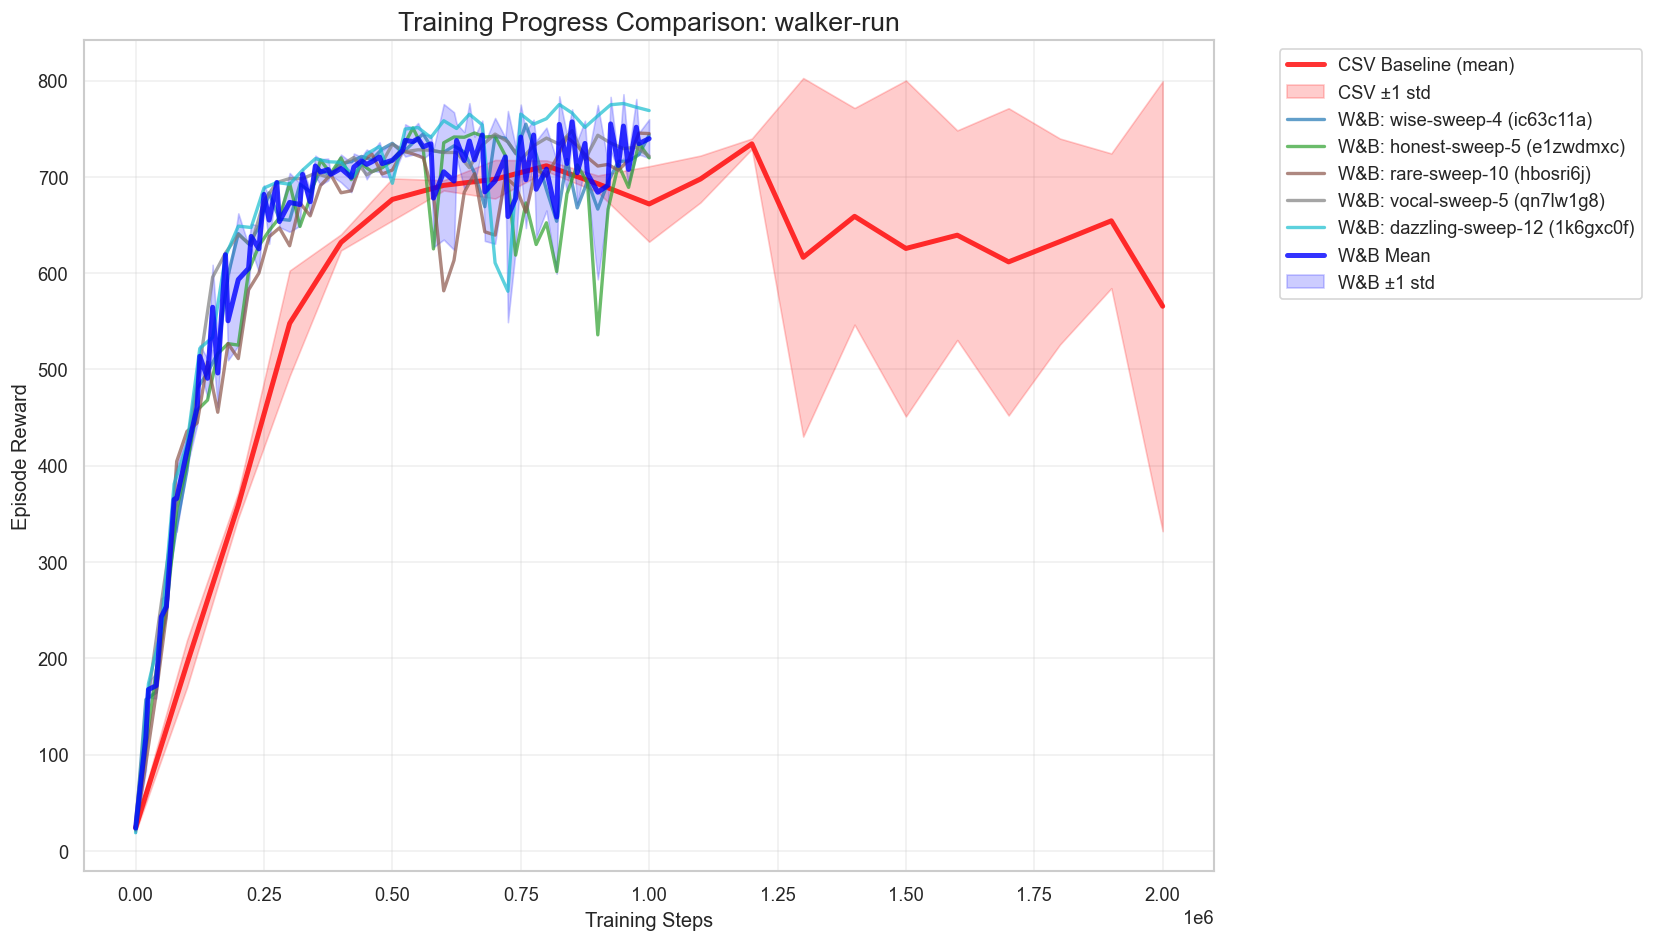 Training Progress Comparison: walker-run
CSV Baseline (mean)
CSV ±1 std
W&B: wise-sweep-4 (ic63c11a)
W&B: honest-sweep-5 (e1zwdmxc)
W&B: rare-sweep-10 (hbosri6j)
W&B: vocal-sweep-5 (qn7lw1g8)
W&B: dazzling-sweep-12 (1k6gxc0f)
W&B Mean
W&B ±1 std
Episode Reward
800
700
600
500
400
300
200
100
0
0.00 0.25 0.50 0.75 1.00 1.25 1.50 1.75 2.00
1e6
Training Steps